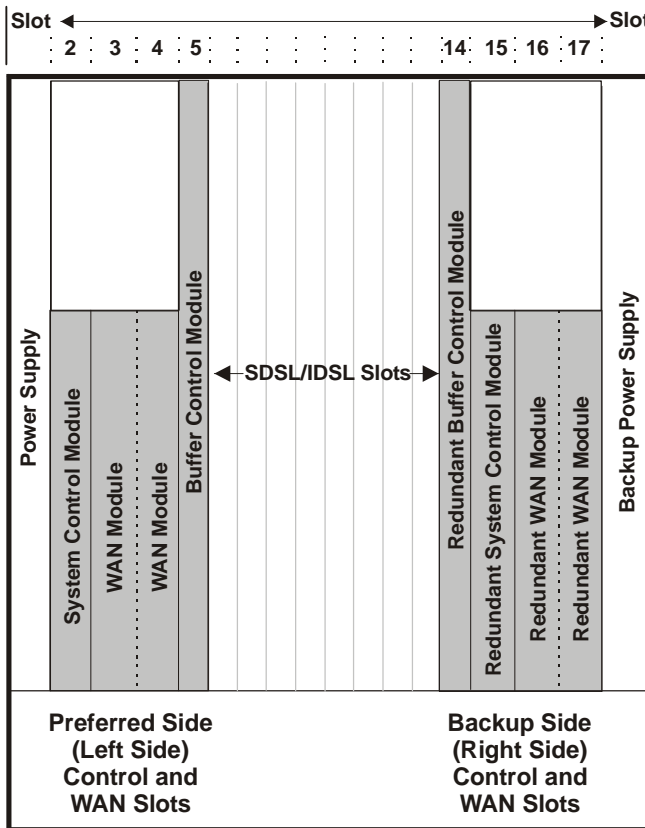 Slot Slot
2 3 4 5 14 15 16 17
Power Supply
System Control Module
WAN Module
WAN Module
Buffer Control Module
SDSL/IDSL Slots
Redundant Buffer Control Module
Redundant System Control Module
Redundant WAN Module
Redundant WAN Module
Backup Power Supply
Preferred Side
(Left Side)
Control and
WAN Slots
Backup Side
(Right Side)
Control and
WAN Slots